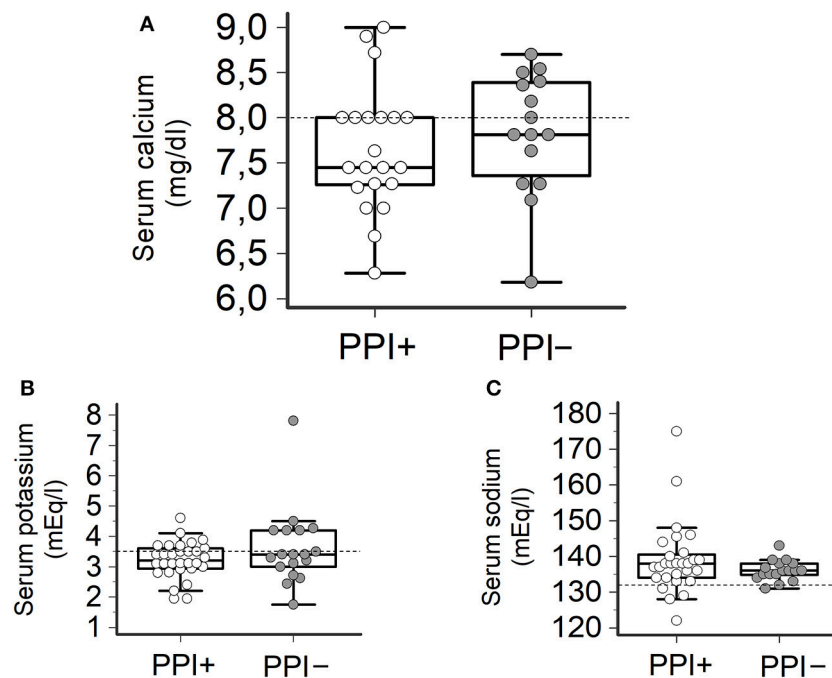 A
Serum calcium
(mg/dl)
9,0
8,5
8,0
7,5
7,0
6,5
6,0
PPI+
PPI−
B
Serum potassium
(mEq/l)
8
7
6
5
4
3
2
1
PPI+
PPI−
C
Serum sodium
(mEq/l)
180
170
160
150
140
130
120
PPI+
PPI−